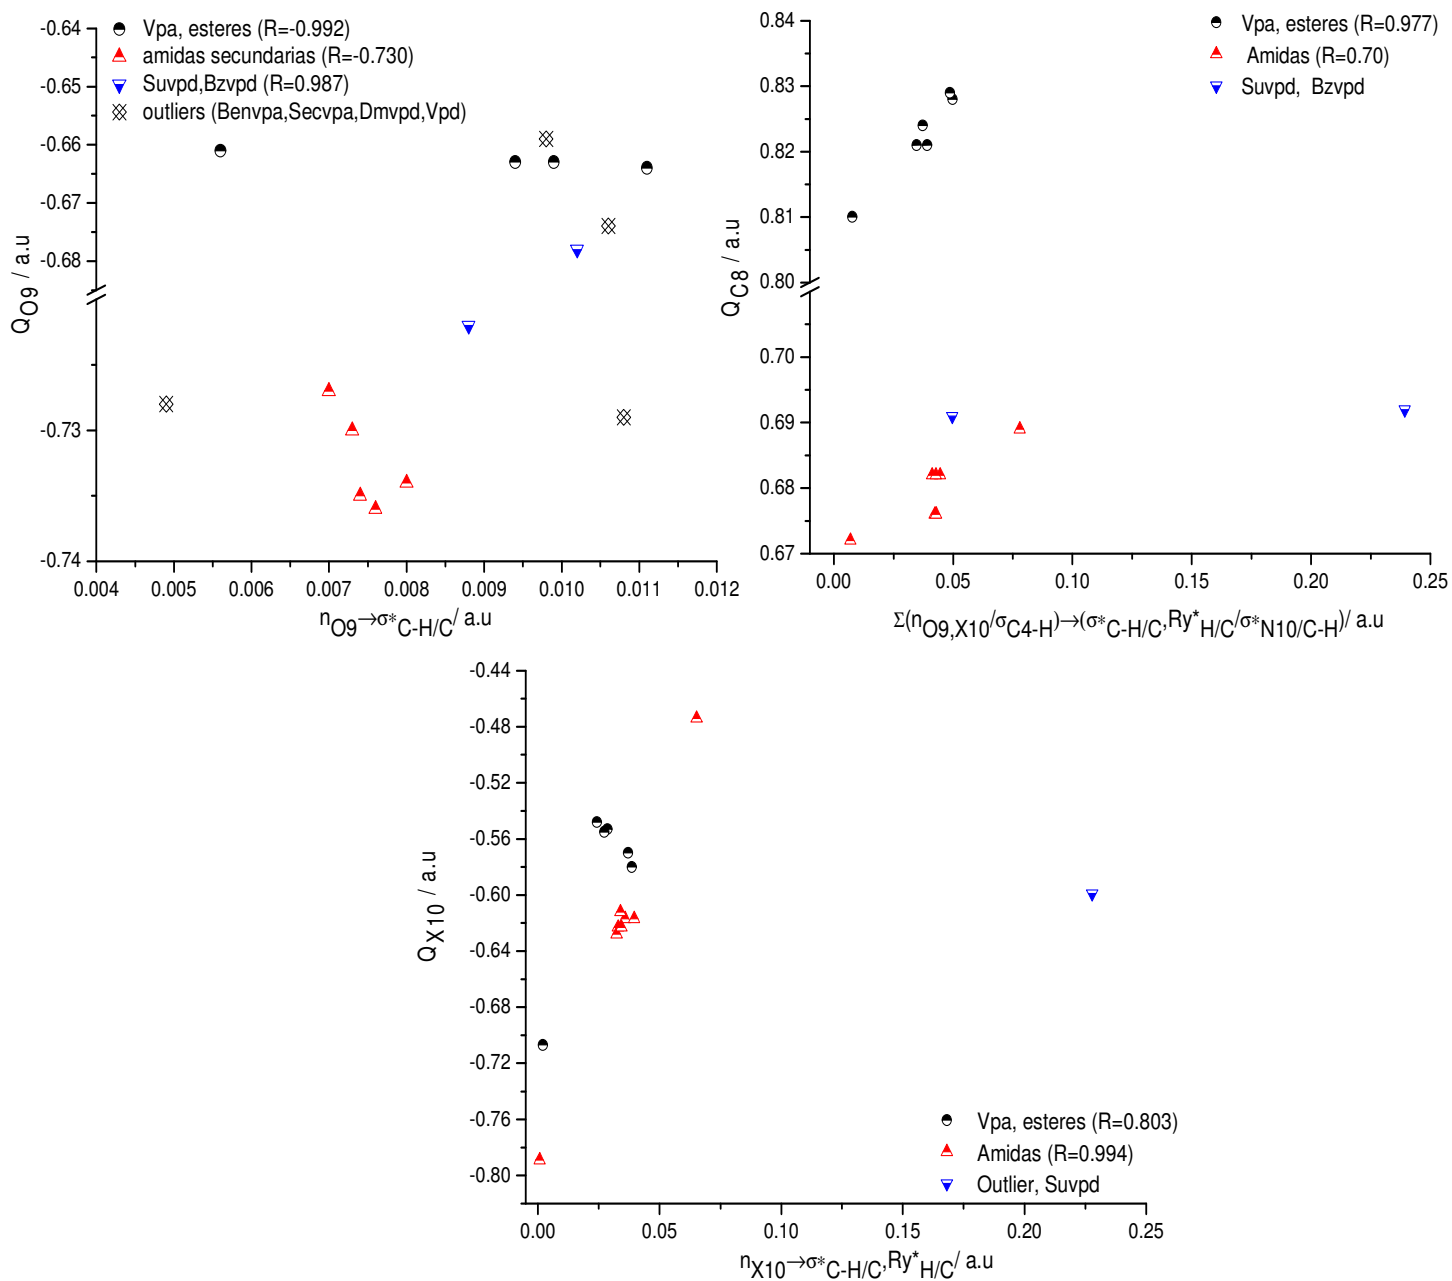 Vpa, esteres (R=-0.992)
amidas secundarias (R=-0.730)
Suvpd,Bzvpd (R=0.987)
outliers (Benvpa,Secvpa,Dmvpd,Vpd)
-0.64
-0.65
-0.66
-0.67
-0.68
-0.73
-0.74
QO9 / a.u
0.004 0.005 0.006 0.007 0.008 0.009 0.010 0.011 0.012
nO9→σ*C-H/C/ a.u
Vpa, esteres (R=0.977)
Amidas (R=0.70)
Suvpd, Bzvpd
0.84
0.83
0.82
0.81
0.80
0.70
0.69
0.68
0.67
QC8 / a.u
0.00 0.05 0.10 0.15 0.20 0.25
Σ(nO9,X10/σC4-H)→(σ*C-H/C,Ry*H/C/σ*N10/C-H)/ a.u
-0.44
-0.48
-0.52
-0.56
-0.60
-0.64
-0.68
-0.72
-0.76
-0.80
QX10 / a.u
Vpa, esteres (R=0.803)
Amidas (R=0.994)
Outlier, Suvpd
0.00 0.05 0.10 0.15 0.20 0.25
nX10→σ*C-H/C,Ry*H/C/ a.u